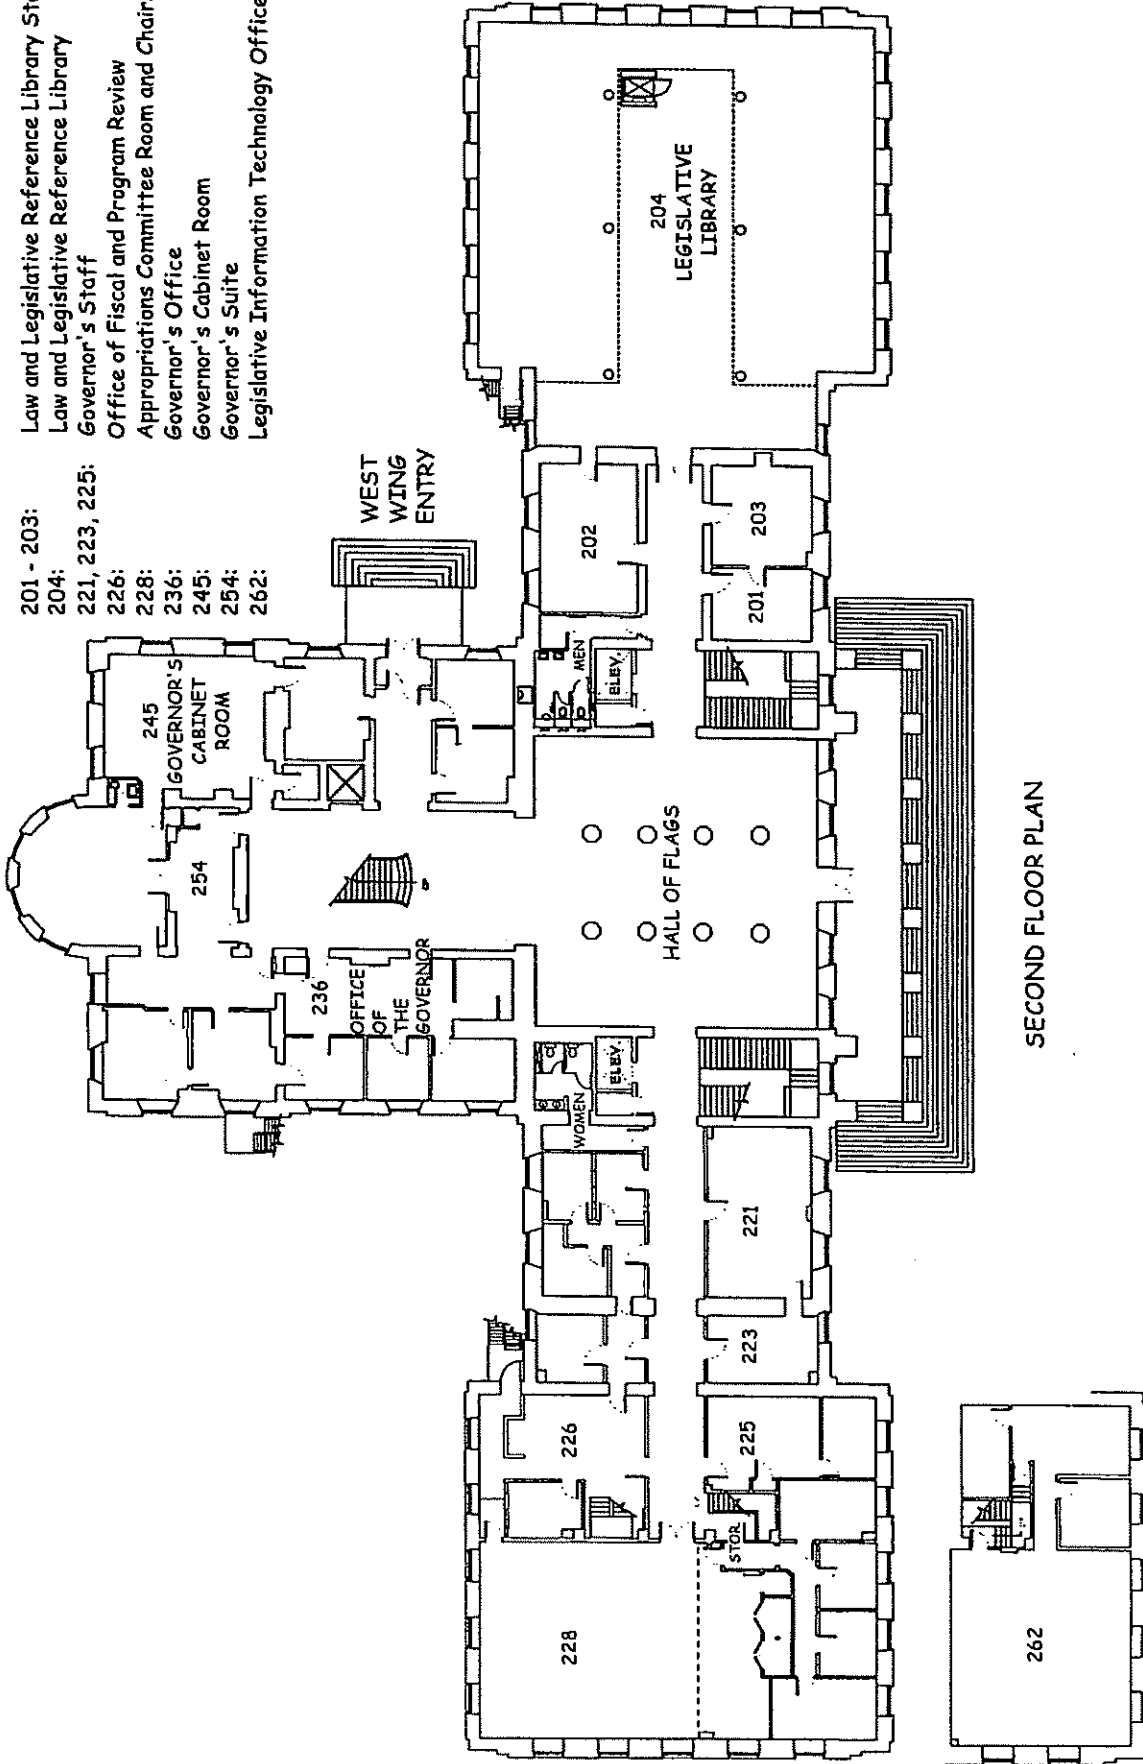 201 - 203: Law and Legislative Reference Library
204: Law and Legislative Reference Library
221, 223, 225: Governor's Staff
226: Office of Fiscal and Program Review
228: Appropriations Committee Room and Chair
236: Governor's Office
245: Governor's Cabinet Room
254: Governor's Suite
262: Legislative Information Technology Office
WEST
WING
ENTRY
245
GOVERNOR'S
CABINET
ROOM
254
236
OFFICE
OF
THE
GOVERNOR
204
LEGISLATIVE
LIBRARY
202
203
201
MEN
ELEV.
HALL OF FLAGS
WOMEN
ELEV.
221
223
226
225
STOR
228
262
SECOND FLOOR PLAN